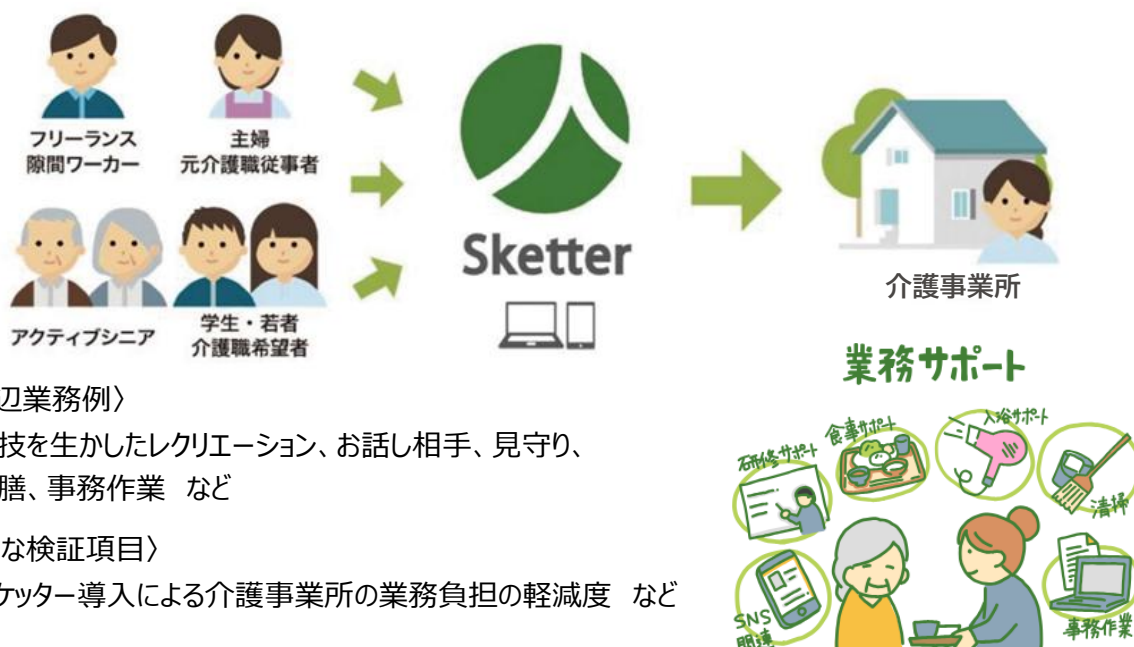 フリーランス
隙間ワーカー
主婦
元介護職従事者
アクティブシニア
学生・若者
介護職希望者
Sketter
介護事業所
辺業務例〉
技を生かしたレクリエーション、お話し相手、見守り、
膳、事務作業 など
な検証項目〉
ケッター導入による介護事業所の業務負担の軽減度 など
業務サポート
研修サポート
食事サポート
入浴サポート
清掃
SNS
関連
事務作業